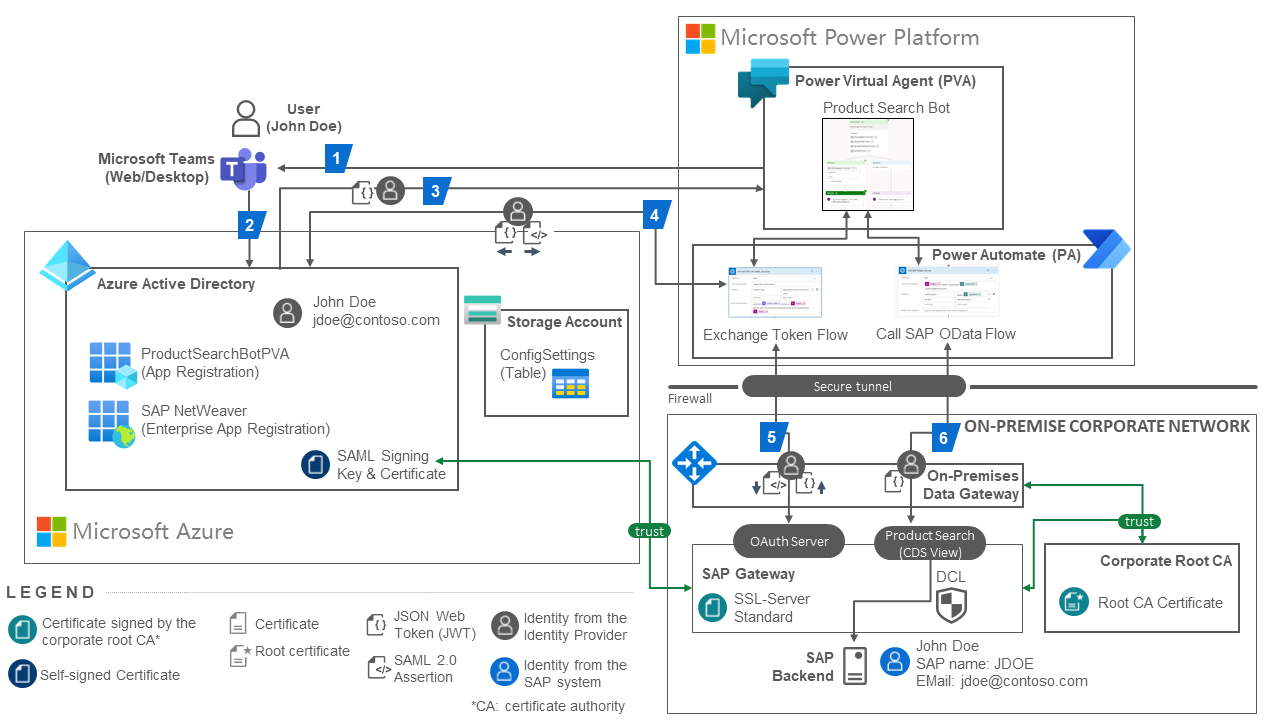 Microsoft Power Platform
Power Virtual Agent (PVA)
Product Search Bot
User
(John Doe)
Microsoft Teams
(Web/Desktop)
T
1
2
3
4
Power Automate (PA)
Exchange Token Flow
Call SAP OData Flow
Azure Active Directory
John Doe
jdoe@contoso.com
ProductSearchBotPVA
(App Registration)
SAP NetWeaver
(Enterprise App Registration)
SAML Signing
Key & Certificate
Storage Account
ConfigSettings
(Table)
Microsoft Azure
Secure tunnel
Firewall
ON-PREMISE CORPORATE NETWORK
5
6
On-Premises
Data Gateway
trust
trust
OAuth Server
Product Search
(CDS View)
SAP Gateway
SSL-Server
Standard
DCL
Corporate Root CA
Root CA Certificate
SAP
Backend
John Doe
SAP name: JDOE
EMail: jdoe@contoso.com
LEGEND
Certificate signed by the
corporate root CA*
Self-signed Certificate
Certificate
Root certificate
JSON Web
Token (JWT)
SAML 2.0
Assertion
Identity from the
Identity Provider
Identity from the
SAP system
*CA: certificate authority